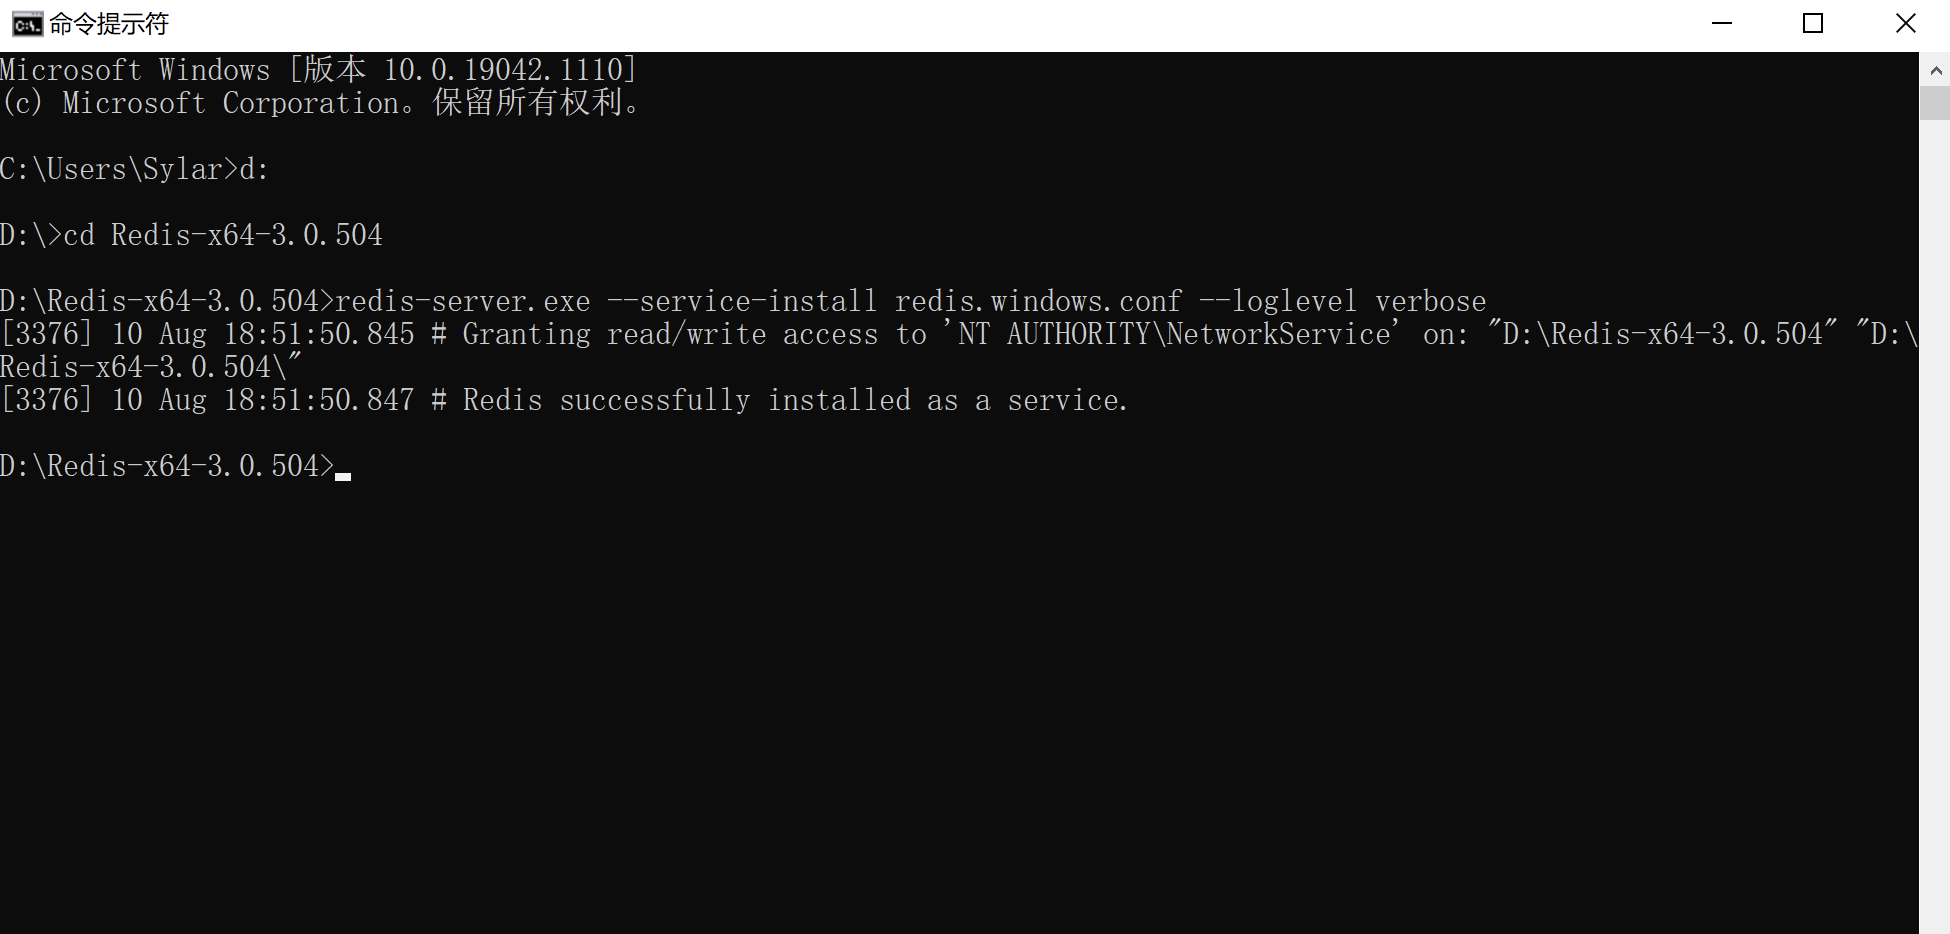 命令提示符
Microsoft Windows [版本 10.0.19042.1110]
(c) Microsoft Corporation。保留所有权利。
C:\Users\Sylar>d:
D:\>cd Redis-x64-3.0.504
D:\Redis-x64-3.0.504>redis-server.exe --service-install redis.windows.conf --loglevel verbose
[3376] 10 Aug 18:51:50.845 # Granting read/write access to 'NT AUTHORITY\NetworkService' on: "D:\Redis-x64-3.0.504" "D:\
Redis-x64-3.0.504\"
[3376] 10 Aug 18:51:50.847 # Redis successfully installed as a service.
D:\Redis-x64-3.0.504>